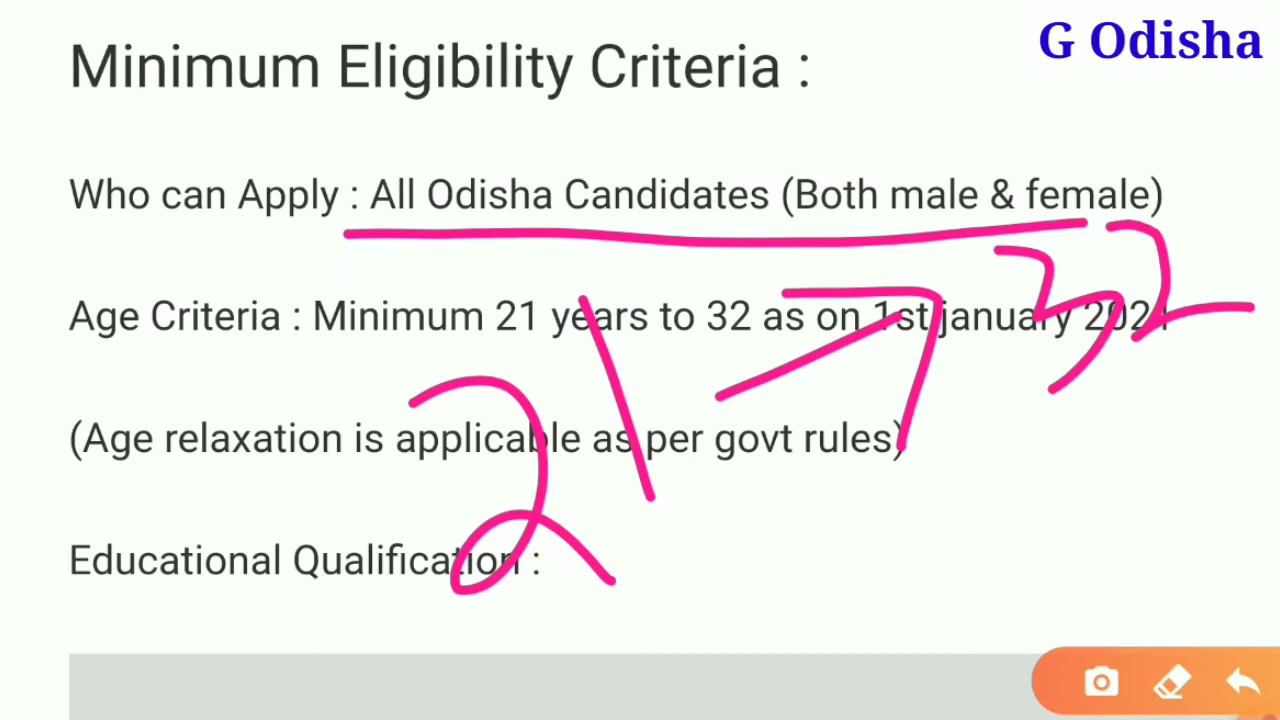 G Odisha
Minimum Eligibility Criteria :
Who can Apply : All Odisha Candidates (Both male & female)
32
Age Criteria : Minimum 21 years to 32 as on 1st january
(Age relaxation is applicable as per govt rules)
21
Educational Qualification :